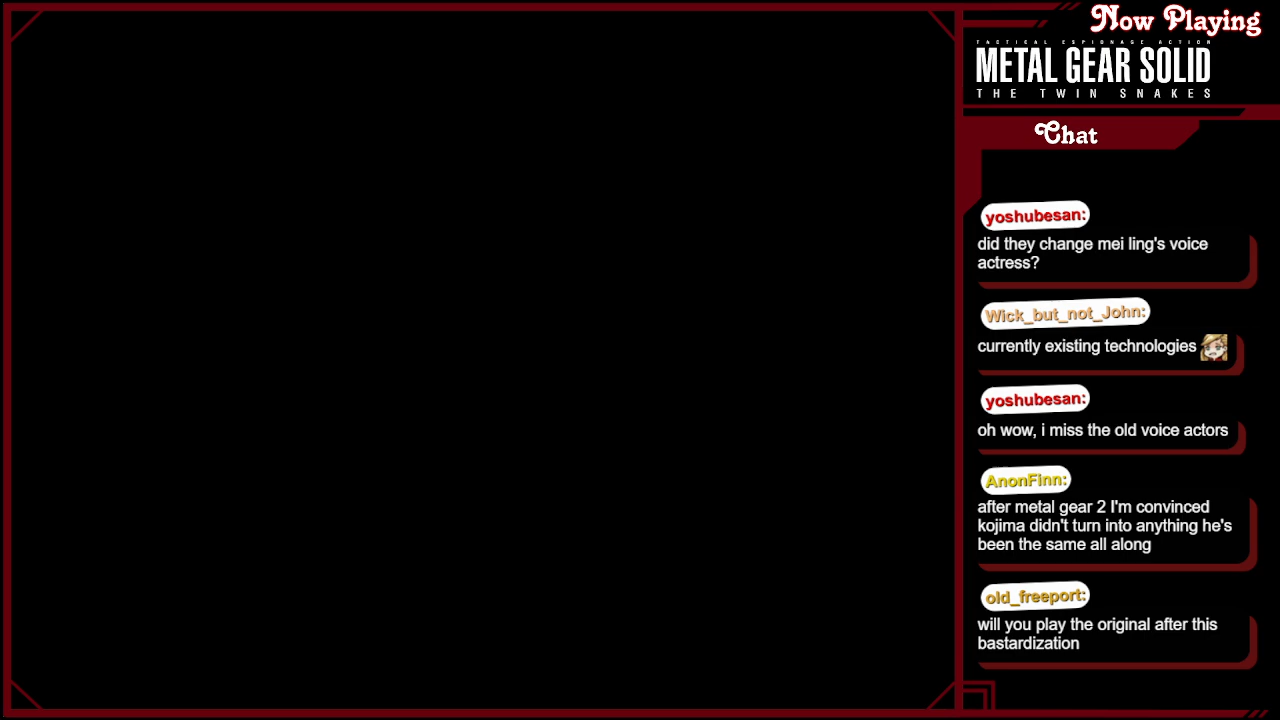 Now Playing
TACTICAL ESPIONAGE ACTION
METAL GEAR SOLID
THE TWIN SNAKES
Chat
yoshubesan:
did they change mei ling's voice
actress?
Wick_but_not_John:
currently existing technologies
yoshubesan:
oh wow, i miss the old voice actors
AnonFinn:
after metal gear 2 I'm convinced
kojima didn't turn into anything he's
been the same all along
old_freeport:
will you play the original after this
bastardization